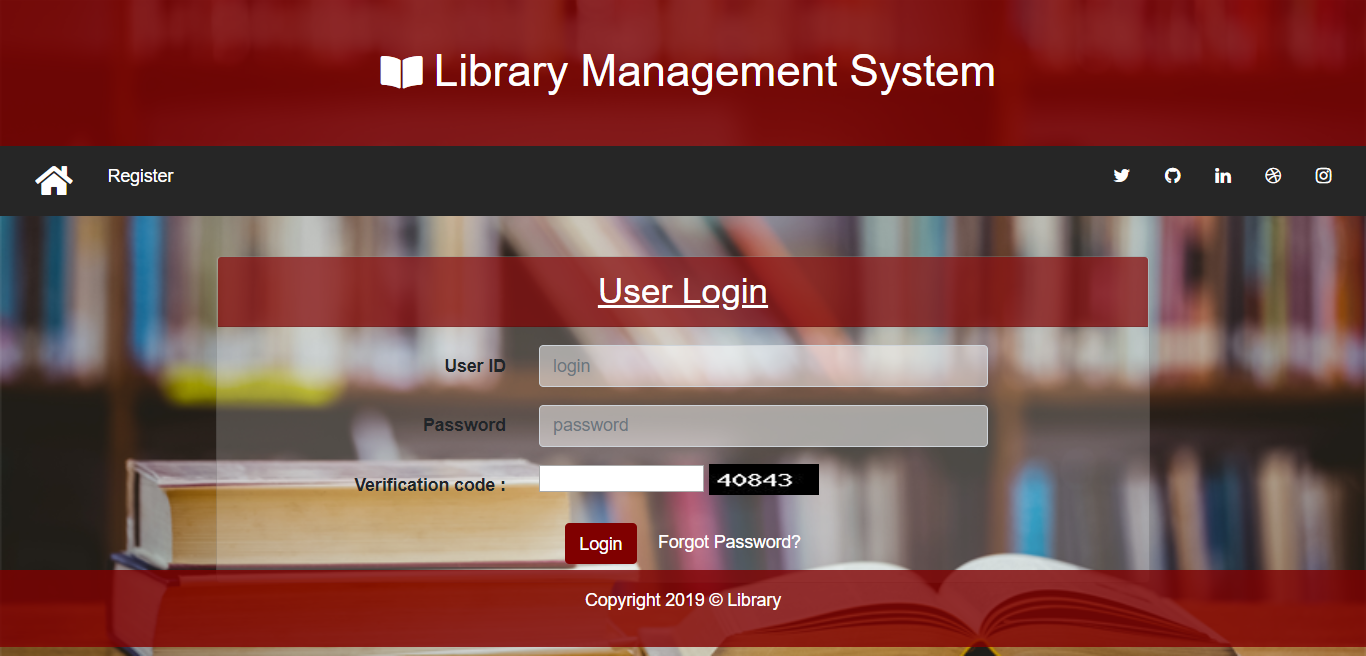 Library Management System
Register
User Login
User ID
login
Password
password
Verification code :
40843
Login
Forgot Password?
Copyright 2019 © Library